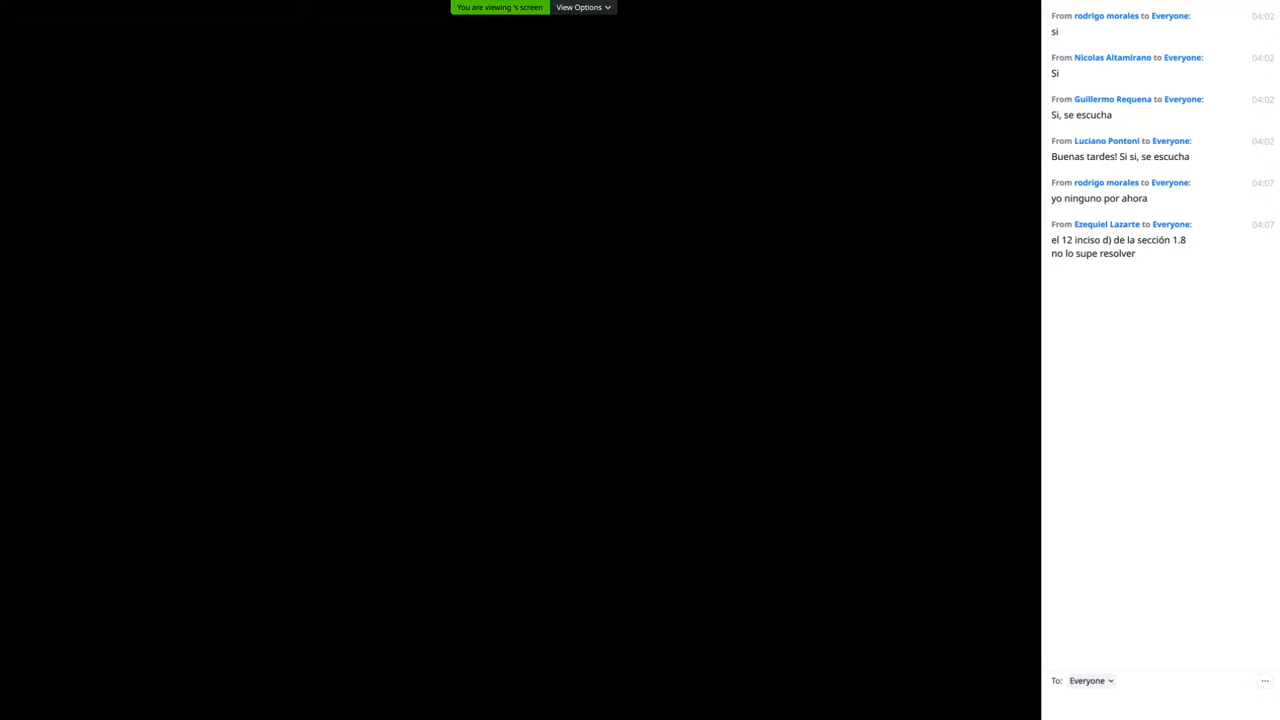 You are viewing 's screen View Options
From rodrigo morales to Everyone: 04:02
si
From Nicolas Altamirano to Everyone: 04:02
Si
From Guillermo Requena to Everyone: 04:02
Si, se escucha
From Luciano Pontoni to Everyone: 04:02
Buenas tardes! Si si, se escucha
From rodrigo morales to Everyone: 04:07
yo ninguno por ahora
From Ezequiel Lazarte to Everyone: 04:07
el 12 inciso d) de la sección 1.8
no lo supe resolver
To: Everyone ...